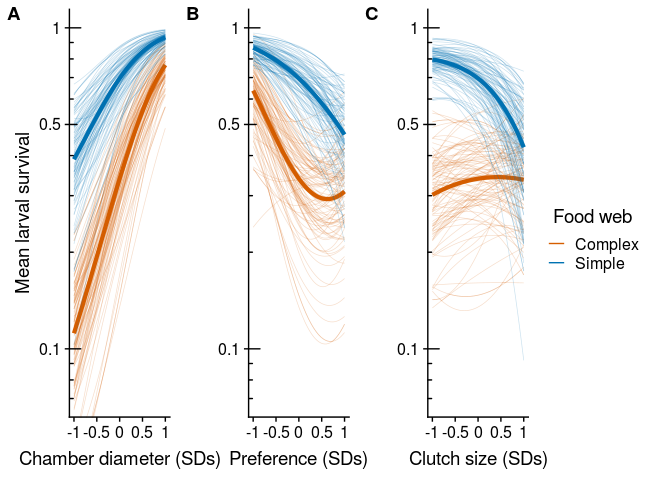 A
B
C
Mean larval survival
1
0.5
0.1
-1 -0.5 0 0.5 1
Chamber diameter (SDs)
1
0.5
0.1
-1 -0.5 0 0.5 1
Preference (SDs)
1
0.5
0.1
-1 -0.5 0 0.5 1
Clutch size (SDs)
Food web
Complex
Simple